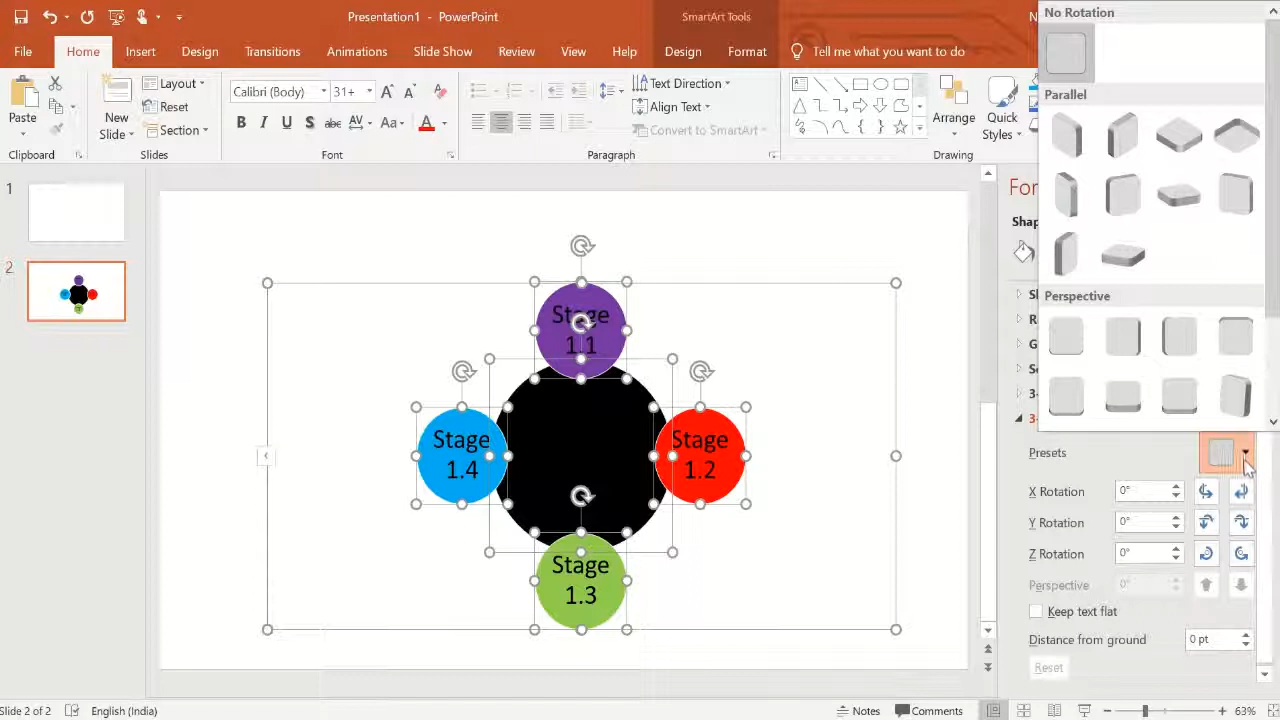 Presentation1 - PowerPoint
SmartArt Tools
No Rotation
File
Home
Insert
Design
Transitions
Animations
Slide Show
Review
View
Help
Design
Format
Tell me what you want to do
Paste
New
Slide
Layout
Reset
Section
Calibri (Body)
31+
B I U S abc AV Aa A
Text Direction
Align Text
Convert to SmartArt
Arrange
Quick
Styles
Clipboard
Slides
Font
Paragraph
Drawing
Parallel
Perspective
1
2
Stage
1.1
Stage
1.4
Stage
1.2
Stage
1.3
Presets
X Rotation 0°
Y Rotation 0°
Z Rotation 0°
Perspective 0°
Keep text flat
Distance from ground 0 pt
Reset
Slide 2 of 2
English (India)
Notes
Comments
63%